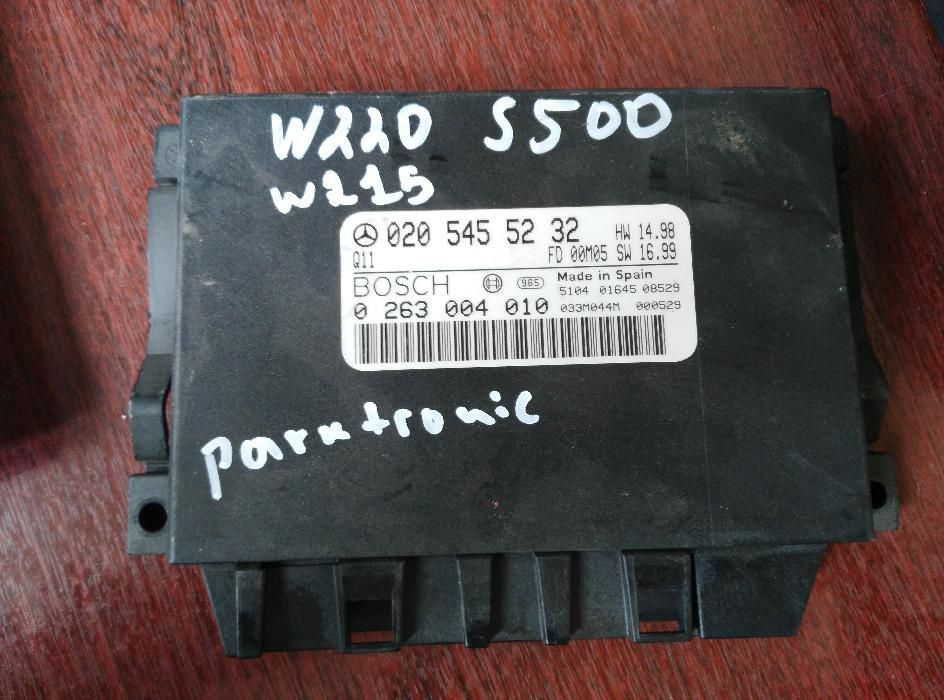 W220 S500
W215
020 545 52 32 HW 14.98
Q11 FD 00M05 SW 16.99
BOSCH 965 Made in Spain
5104 01645 08529
0 263 004 010 033M044M 000529
parktronic